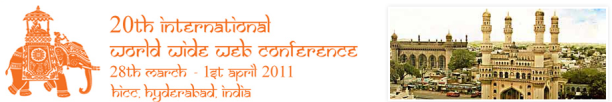 20th international
world wide web conference
28th march - 1st april 2011
hicc, hyderabad, india